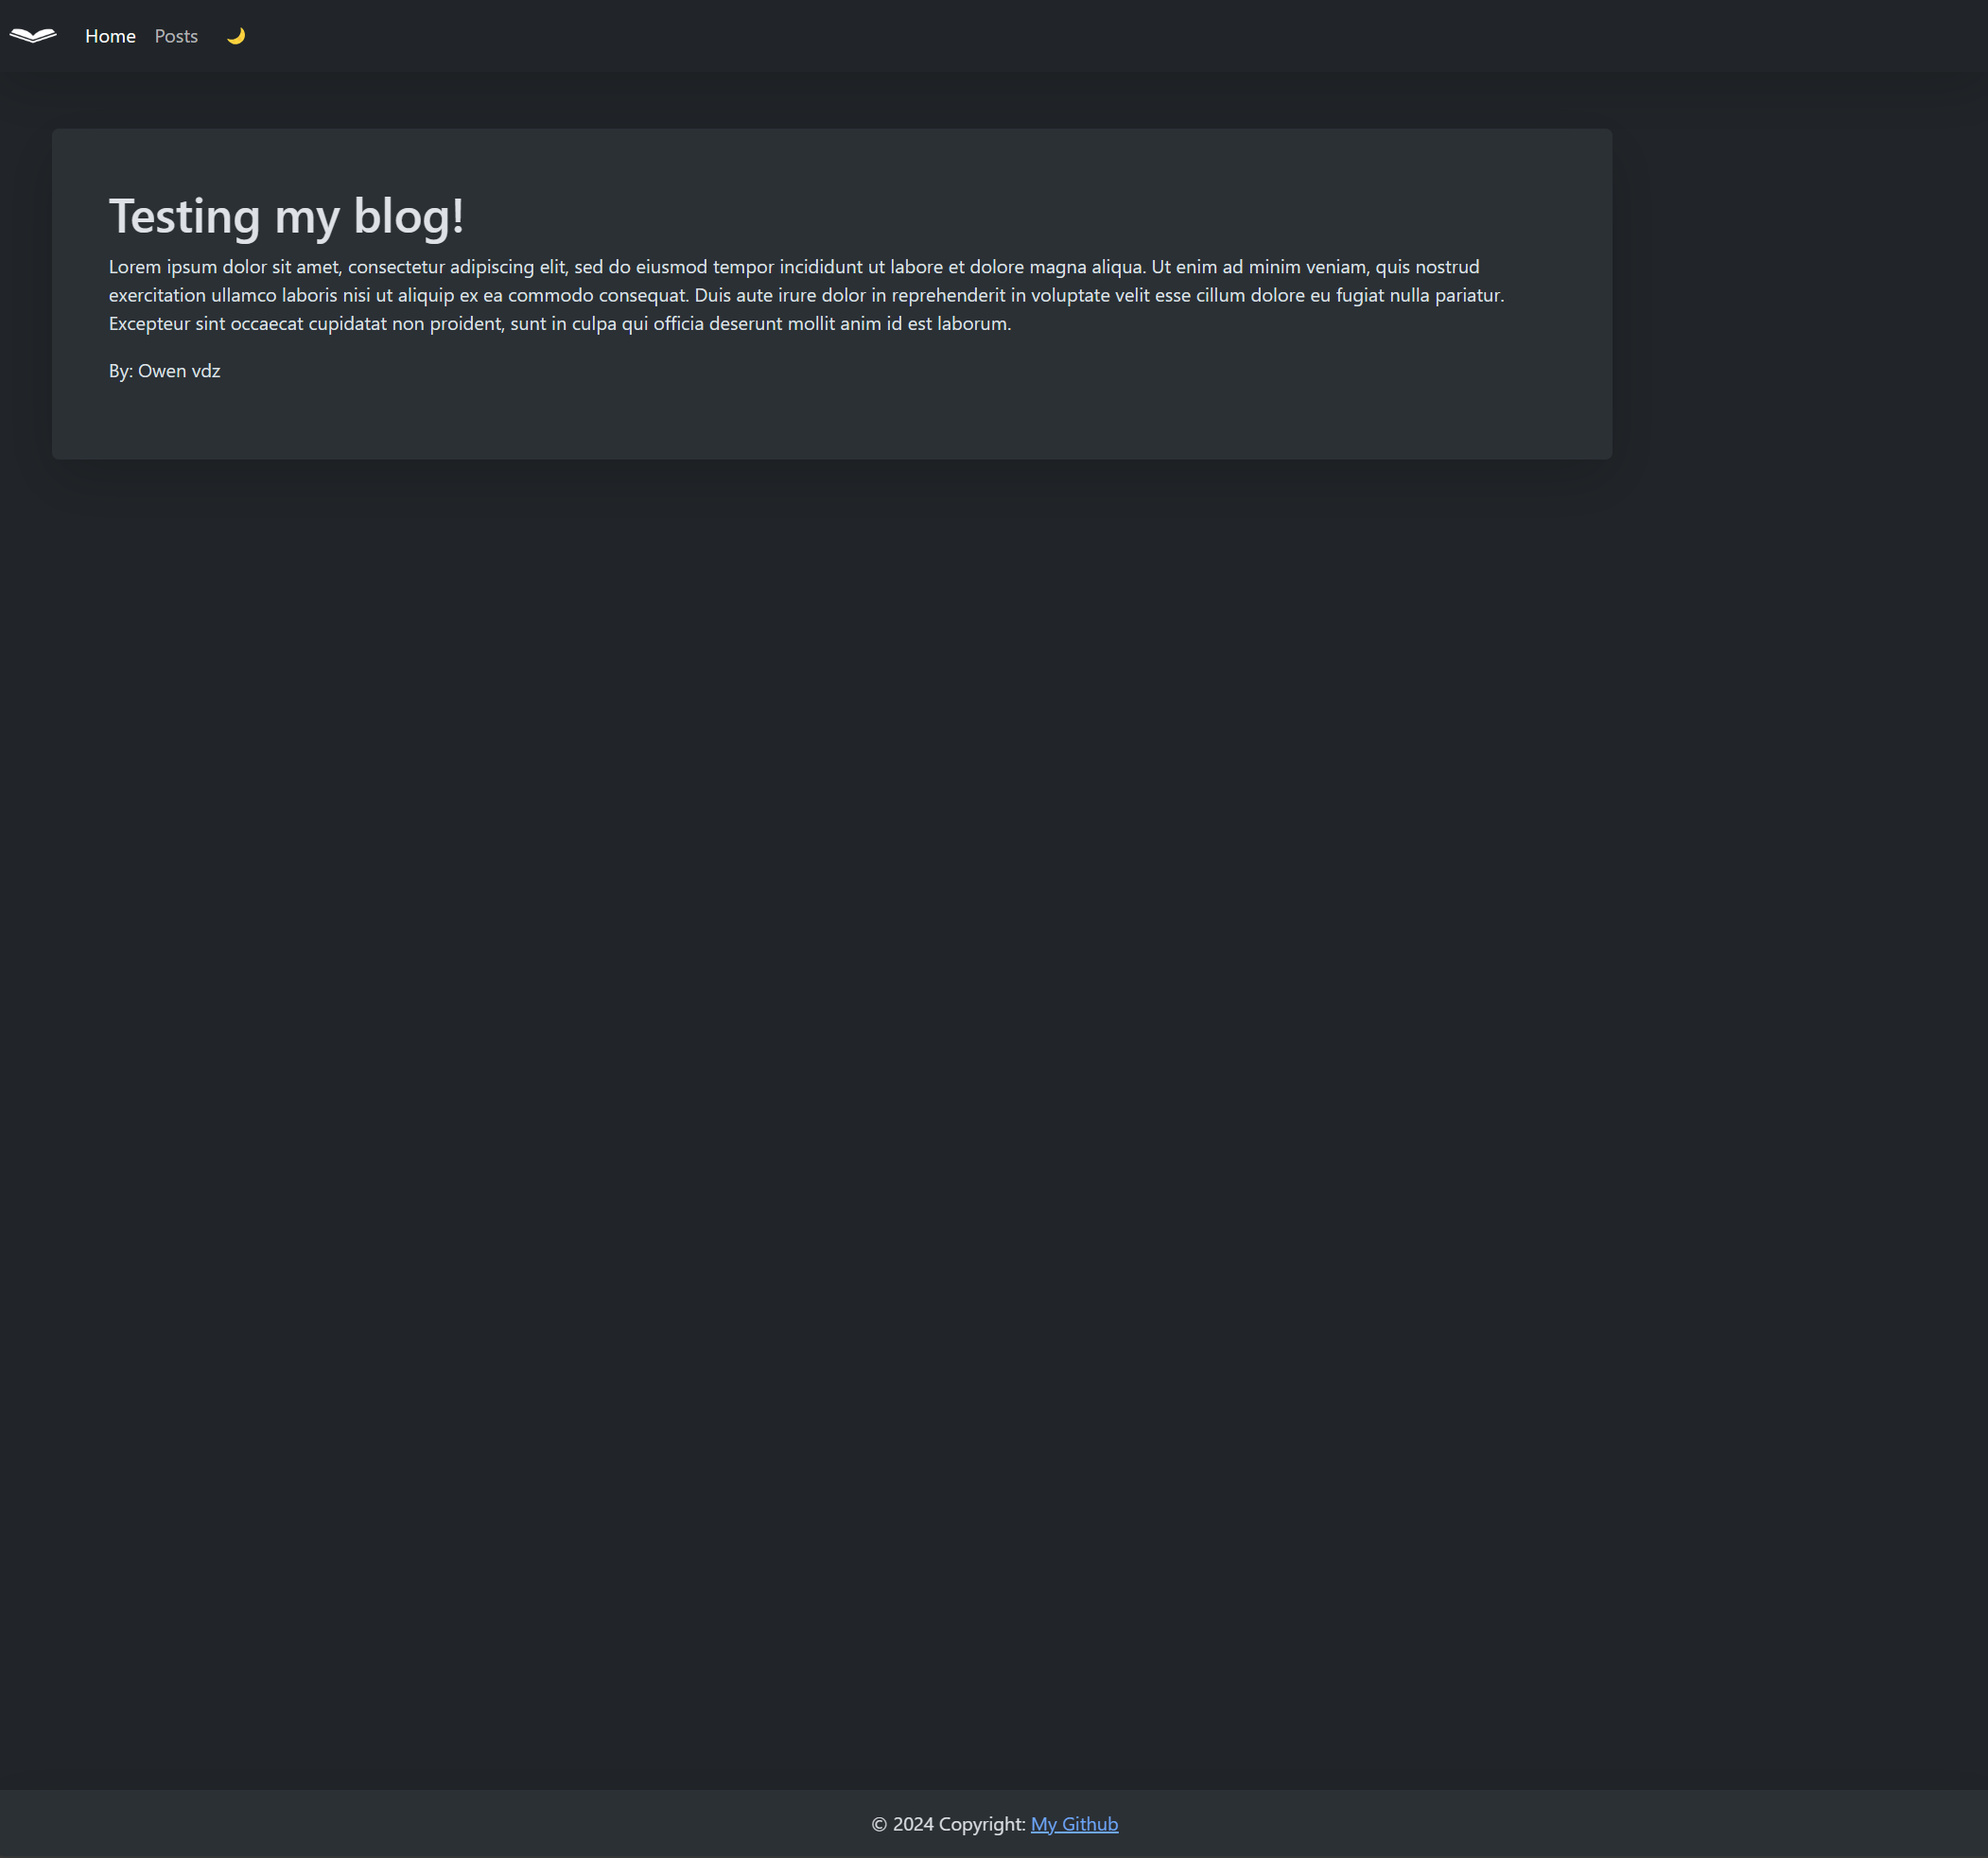 Home Posts
Testing my blog!
Lorem ipsum dolor sit amet, consectetur adipiscing elit, sed do eiusmod tempor incididunt ut labore et dolore magna aliqua. Ut enim ad minim veniam, quis nostrud
exercitation ullamco laboris nisi ut aliquip ex ea commodo consequat. Duis aute irure dolor in reprehenderit in voluptate velit esse cillum dolore eu fugiat nulla pariatur.
Excepteur sint occaecat cupidatat non proident, sunt in culpa qui officia deserunt mollit anim id est laborum.
By: Owen vdz
© 2024 Copyright: My Github